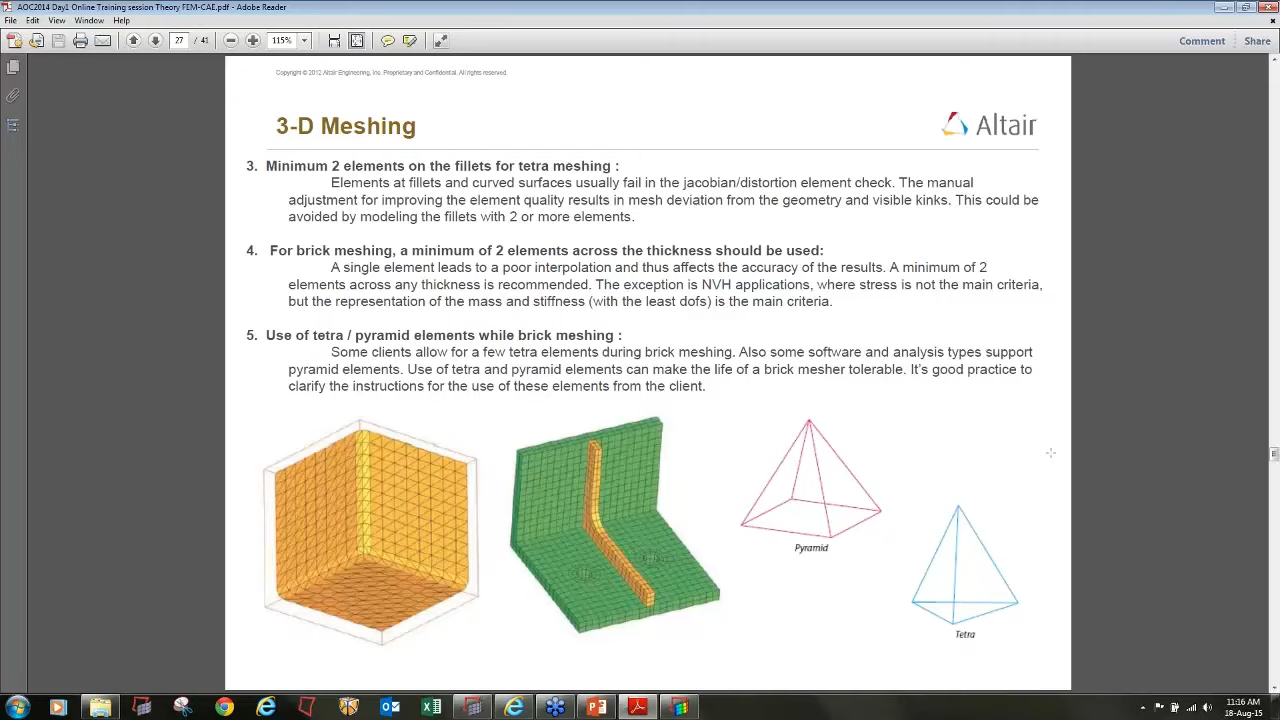 AOC2014 Day1 Online Training session Theory FEM-CAE.pdf - Adobe Reader
File Edit View Window Help
27 / 41 115% Comment Share
Copyright © 2012 Altair Engineering, Inc. Proprietary and Confidential. All rights reserved.
3-D Meshing
Altair
3. Minimum 2 elements on the fillets for tetra meshing :
Elements at fillets and curved surfaces usually fail in the jacobian/distortion element check. The manual
adjustment for improving the element quality results in mesh deviation from the geometry and visible kinks. This could be
avoided by modeling the fillets with 2 or more elements.
4. For brick meshing, a minimum of 2 elements across the thickness should be used:
A single element leads to a poor interpolation and thus affects the accuracy of the results. A minimum of 2
elements across any thickness is recommended. The exception is NVH applications, where stress is not the main criteria,
but the representation of the mass and stiffness (with the least dofs) is the main criteria.
5. Use of tetra / pyramid elements while brick meshing :
Some clients allow for a few tetra elements during brick meshing. Also some software and analysis types support
pyramid elements. Use of tetra and pyramid elements can make the life of a brick mesher tolerable. It's good practice to
clarify the instructions for the use of these elements from the client.
Pyramid
Tetra
11:16 AM
18-Aug-15